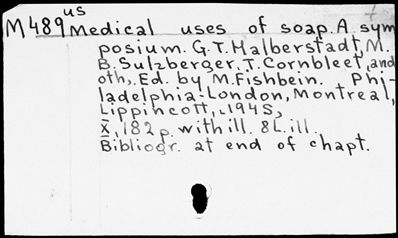 us
M489 Medical uses of soap. A sym
posium. G.T. Halberstadt, M.
B. Sulzberger, T. Cornbleet, and
oth., Ed. by M. Fishbein. Phi-
ladelphia-London, Montreal,
Lippincott, 1945,
X, 182 p. with ill. 8 L. ill.
Bibliogr. at end of chapt.